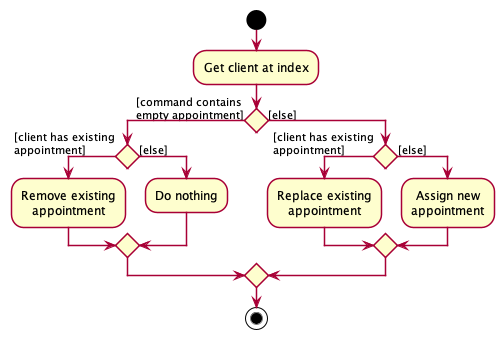 Get client at index
[command contains
empty appointment]
[else]
[client has existing
appointment]
[else]
[client has existing
appointment]
[else]
Remove existing
appointment
Do nothing
Replace existing
appointment
Assign new
appointment